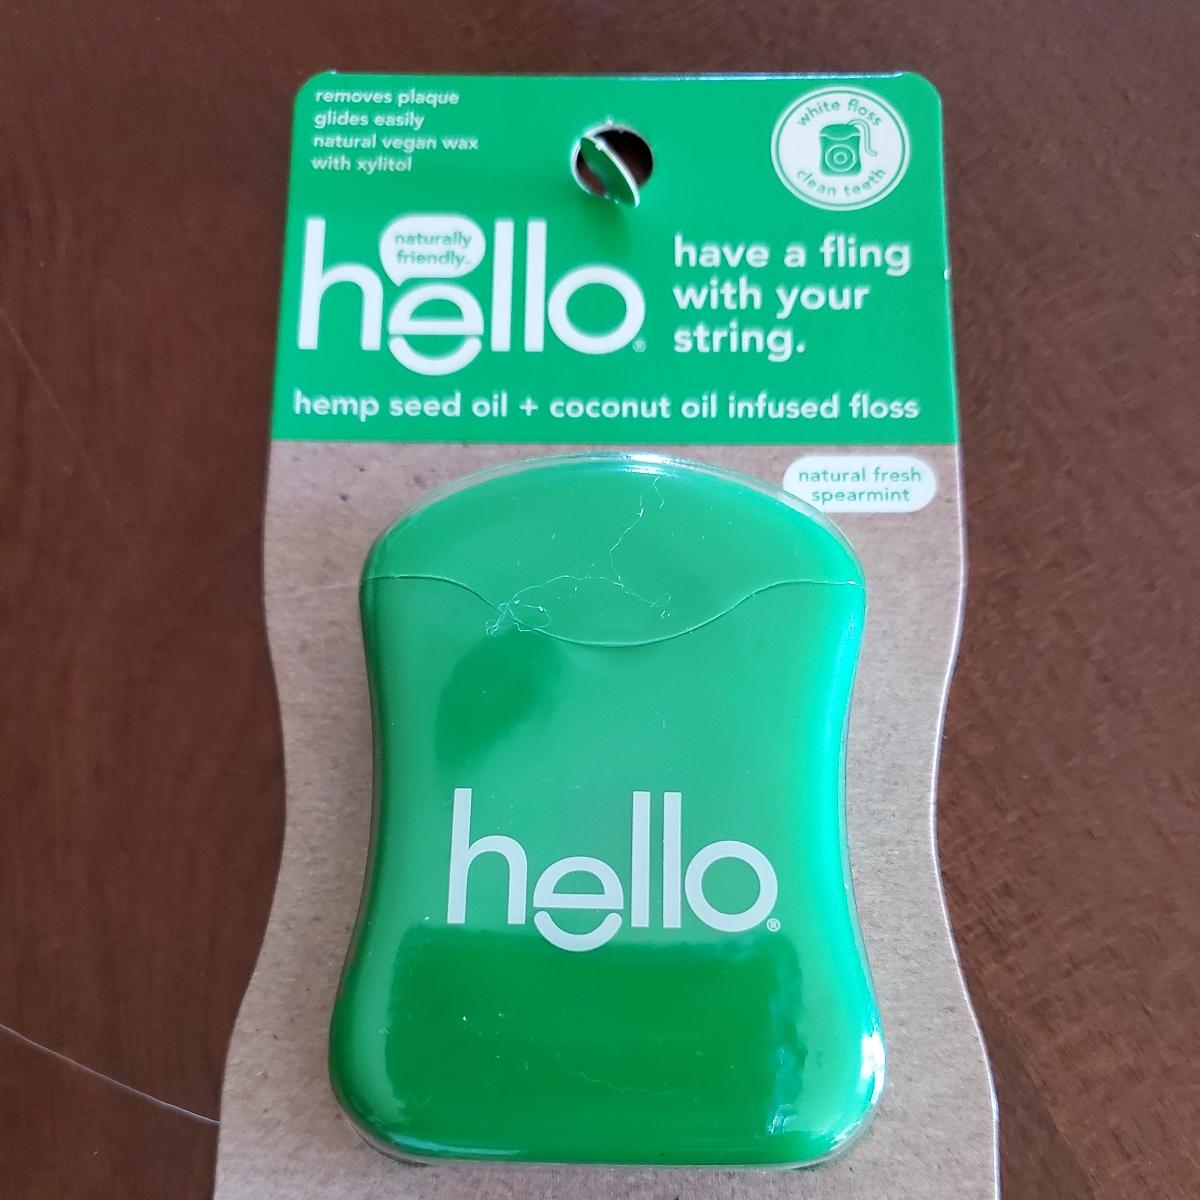 removes plaque
glides easily
natural vegan wax
with xylitol
white floss
clean teeth
naturally
friendly™
hello®
have a fling
with your
string.
hemp seed oil + coconut oil infused floss
natural fresh
spearmint
hello®